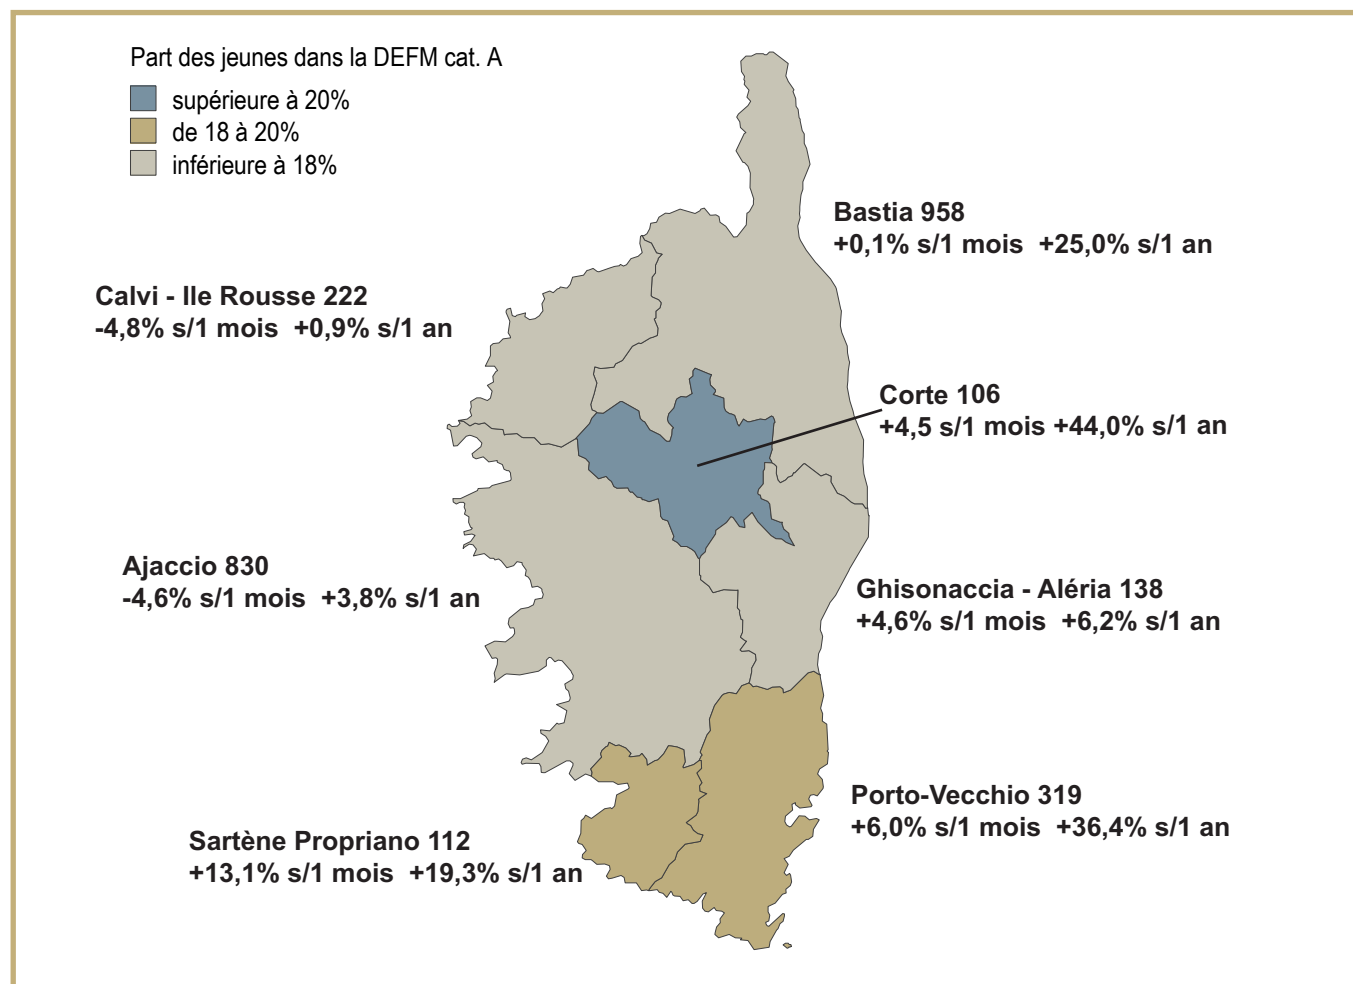 Part des jeunes dans la DEFM cat. A
supérieure à 20%
de 18 à 20%
inférieure à 18%
Bastia 958
+0,1% s/1 mois +25,0% s/1 an
Calvi - Ile Rousse 222
-4,8% s/1 mois +0,9% s/1 an
Corte 106
+4,5 s/1 mois +44,0% s/1 an
Ajaccio 830
-4,6% s/1 mois +3,8% s/1 an
Ghisonaccia - Aléria 138
+4,6% s/1 mois +6,2% s/1 an
Porto-Vecchio 319
+6,0% s/1 mois +36,4% s/1 an
Sartène Propriano 112
+13,1% s/1 mois +19,3% s/1 an